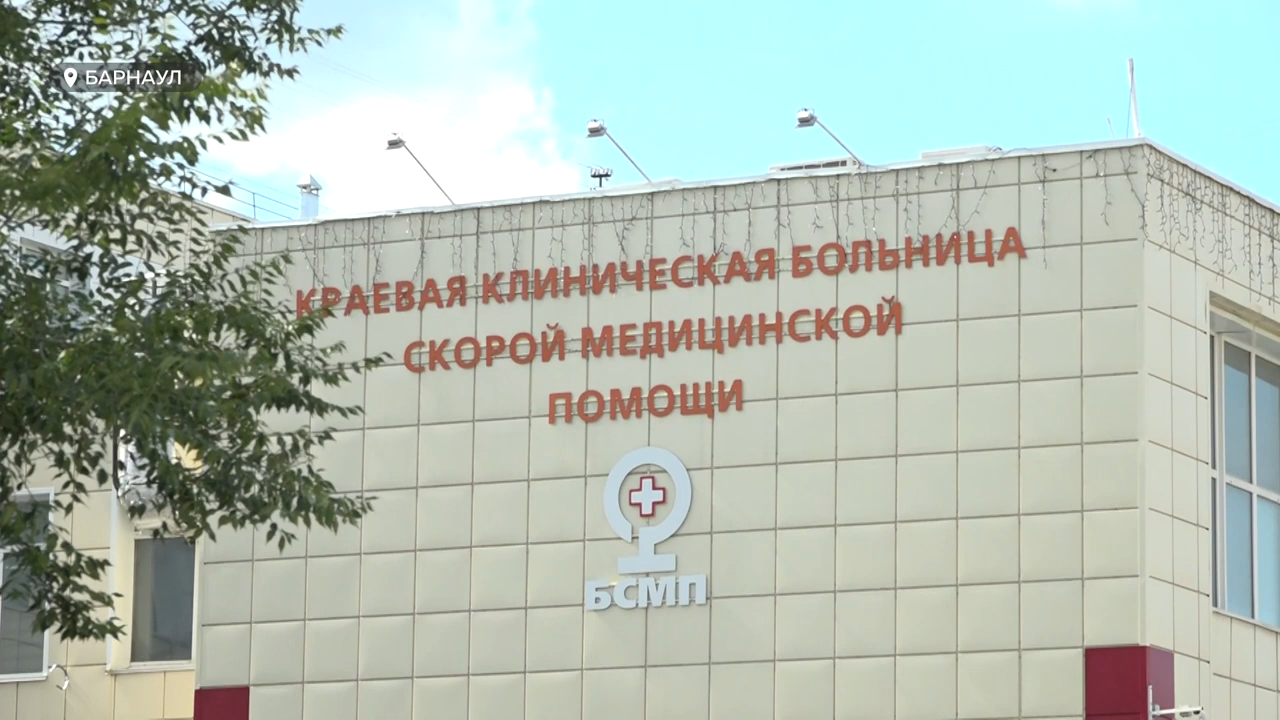 БАРНАУЛ
КРАЕВАЯ КЛИНИЧЕСКАЯ БОЛЬНИЦА
СКОРОЙ МЕДИЦИНСКОЙ
ПОМОЩИ
БСМП